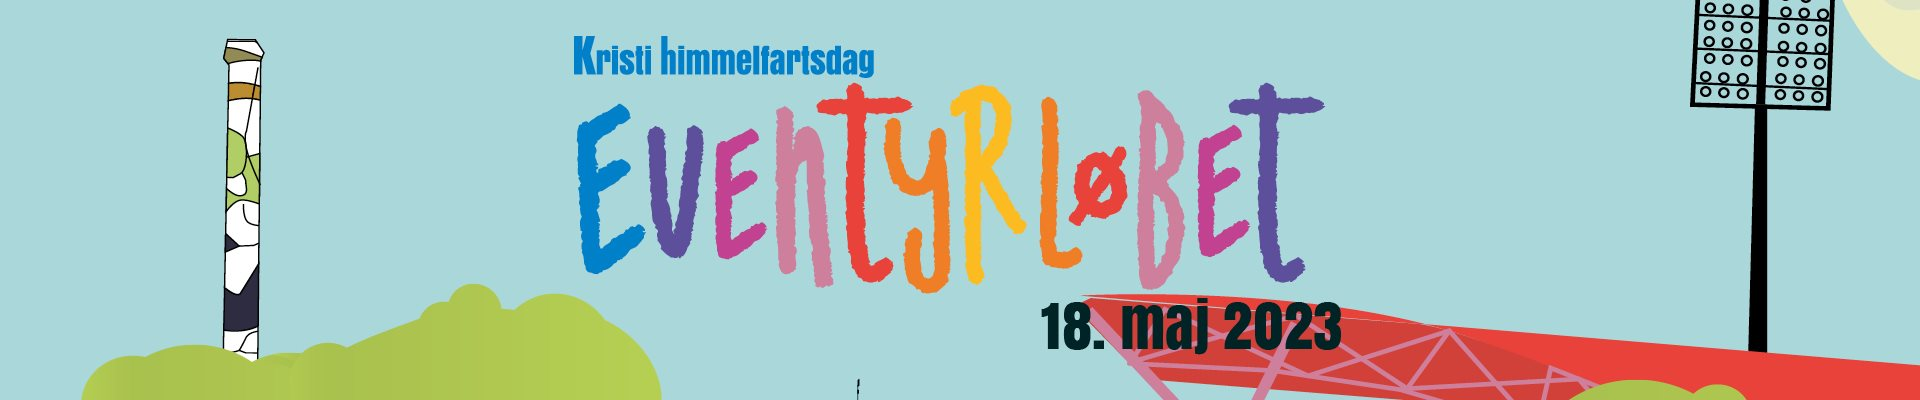 Kristi himmelfartsdag
EVENTYRLØBET
18. maj 2023